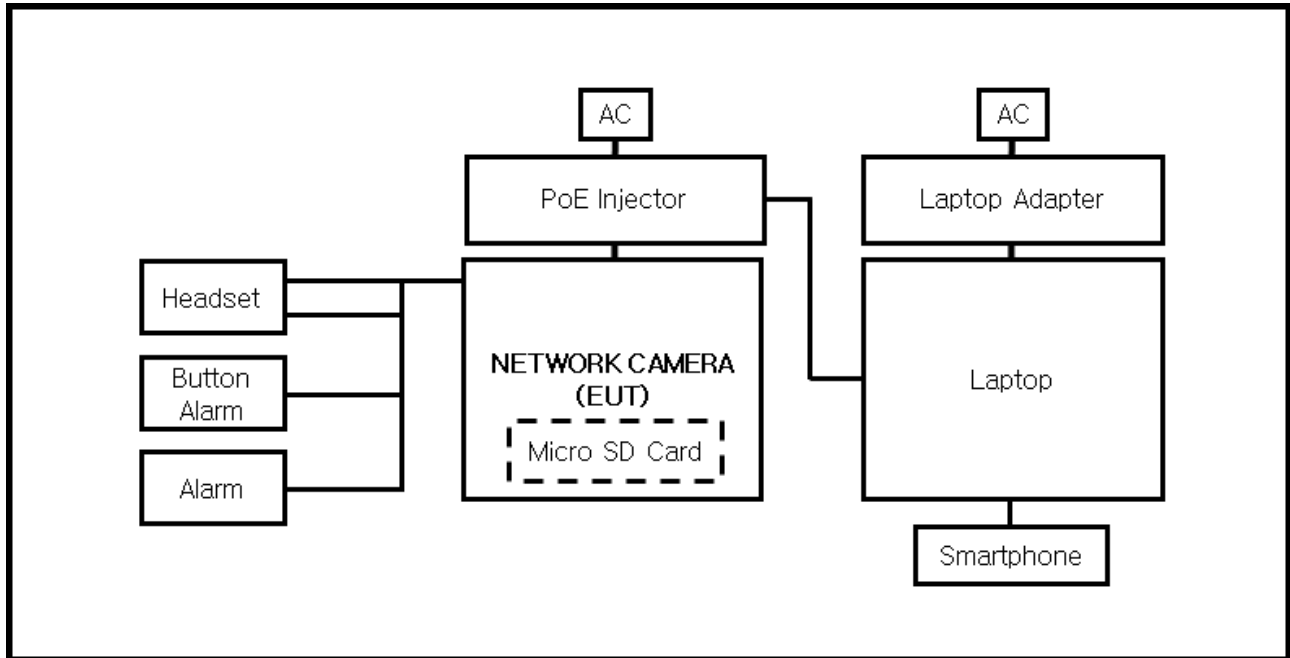 AC
AC
PoE Injector
Laptop Adapter
Headset
NETWORK CAMERA
(EUT)
Button
Alarm
Laptop
Micro SD Card
Alarm
Smartphone